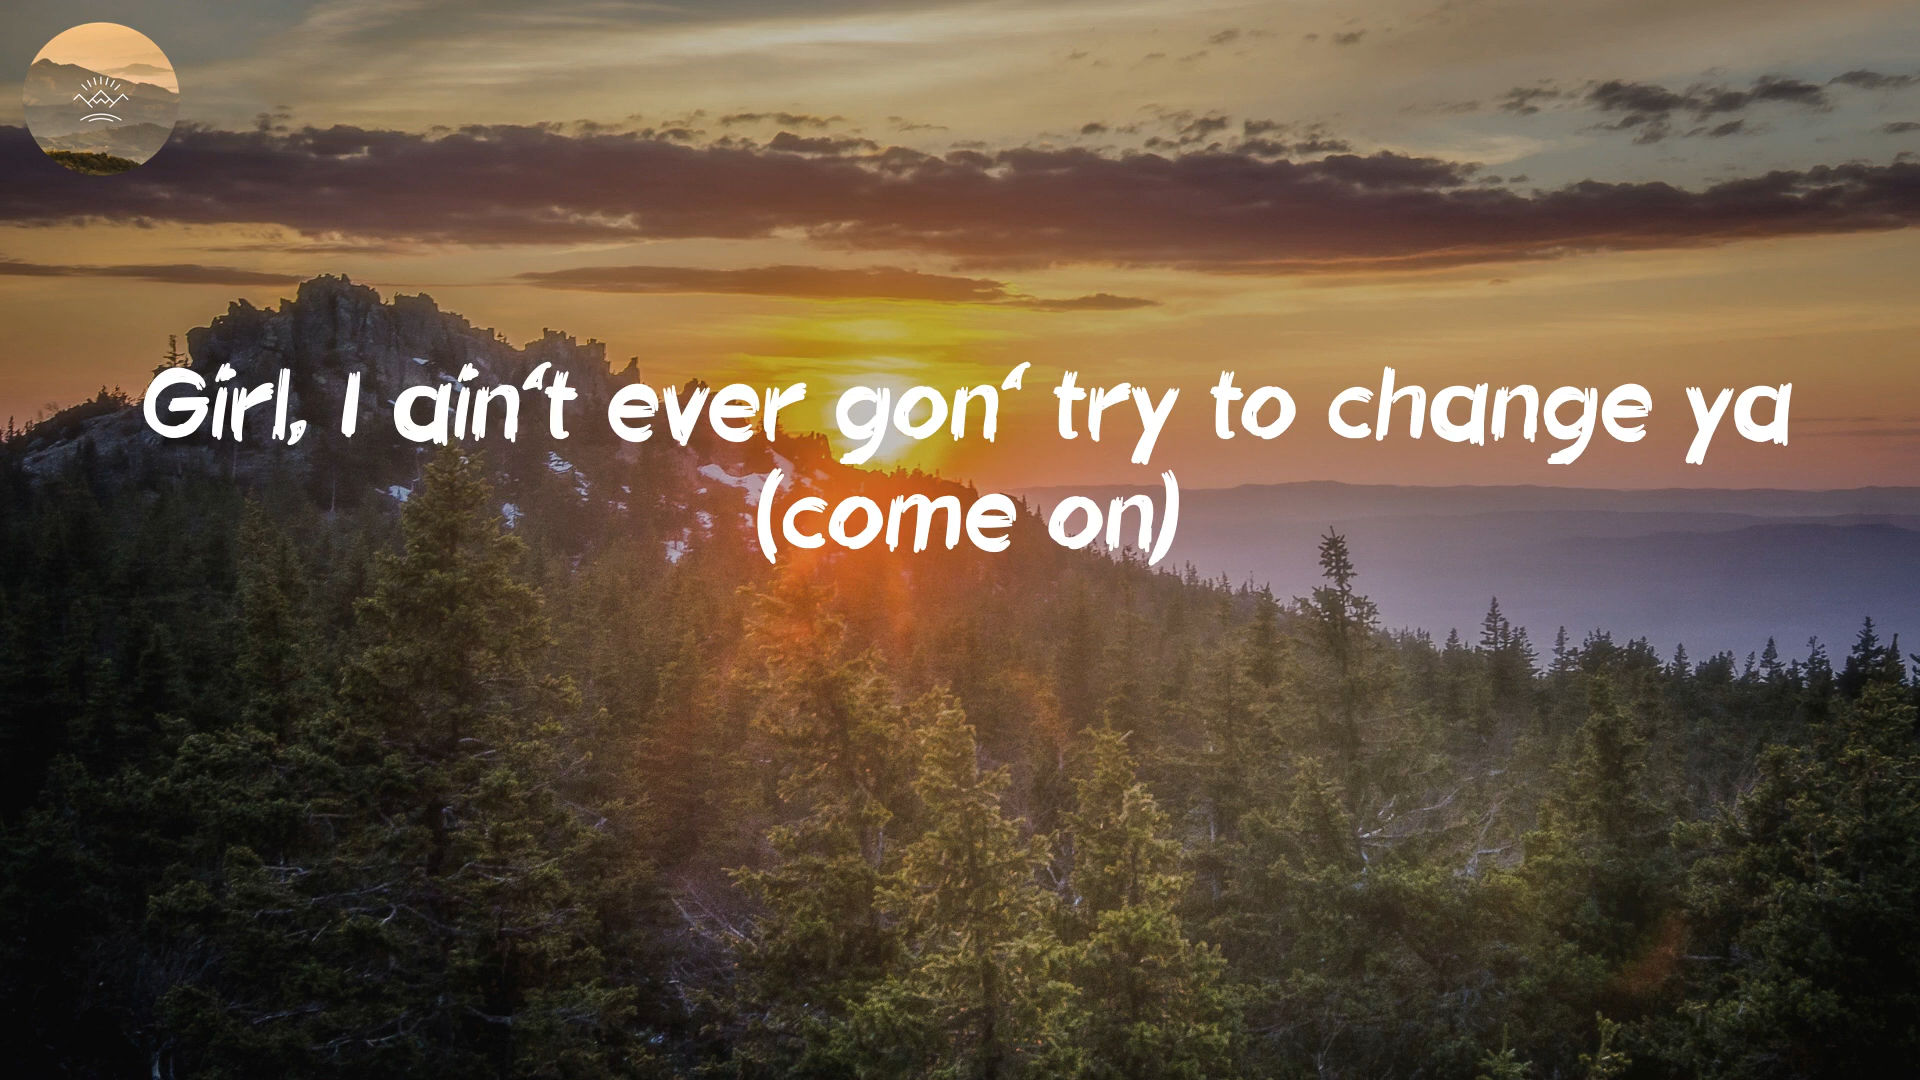 Girl, I ain‘t ever gon‘ try to change ya
(come on)